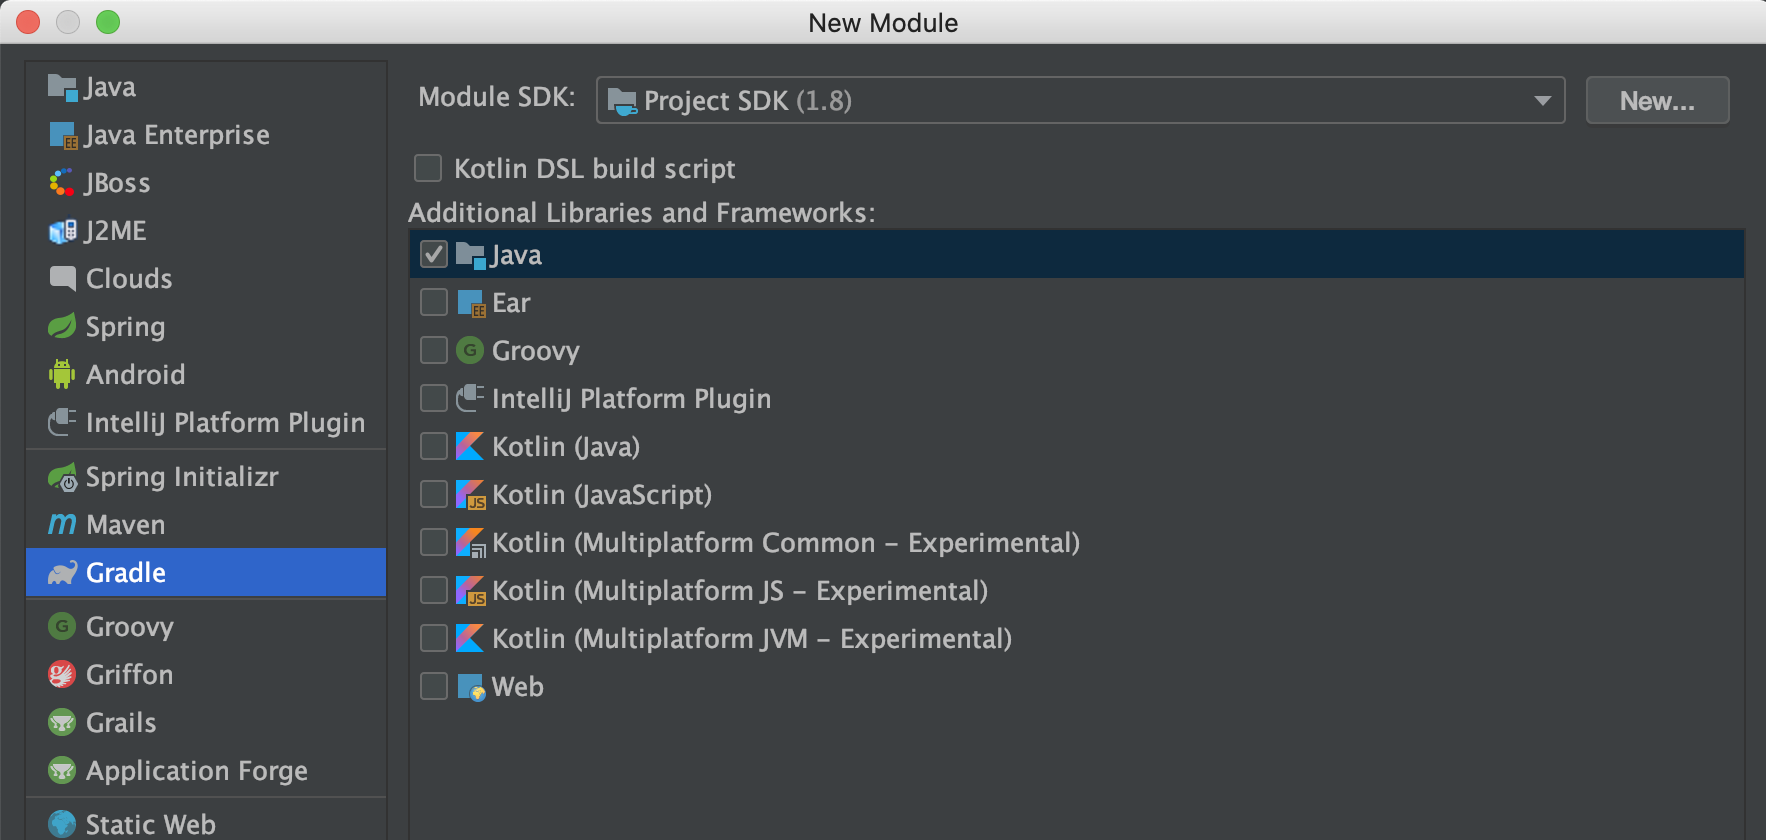 New Module
Java
Java Enterprise
JBoss
J2ME
Clouds
Spring
Android
IntelliJ Platform Plugin
Spring Initializr
Maven
Gradle
Groovy
Griffon
Grails
Application Forge
Static Web
Module SDK: Project SDK (1.8) New...
Kotlin DSL build script
Additional Libraries and Frameworks:
Java
Ear
Groovy
IntelliJ Platform Plugin
Kotlin (Java)
Kotlin (JavaScript)
Kotlin (Multiplatform Common – Experimental)
Kotlin (Multiplatform JS – Experimental)
Kotlin (Multiplatform JVM – Experimental)
Web